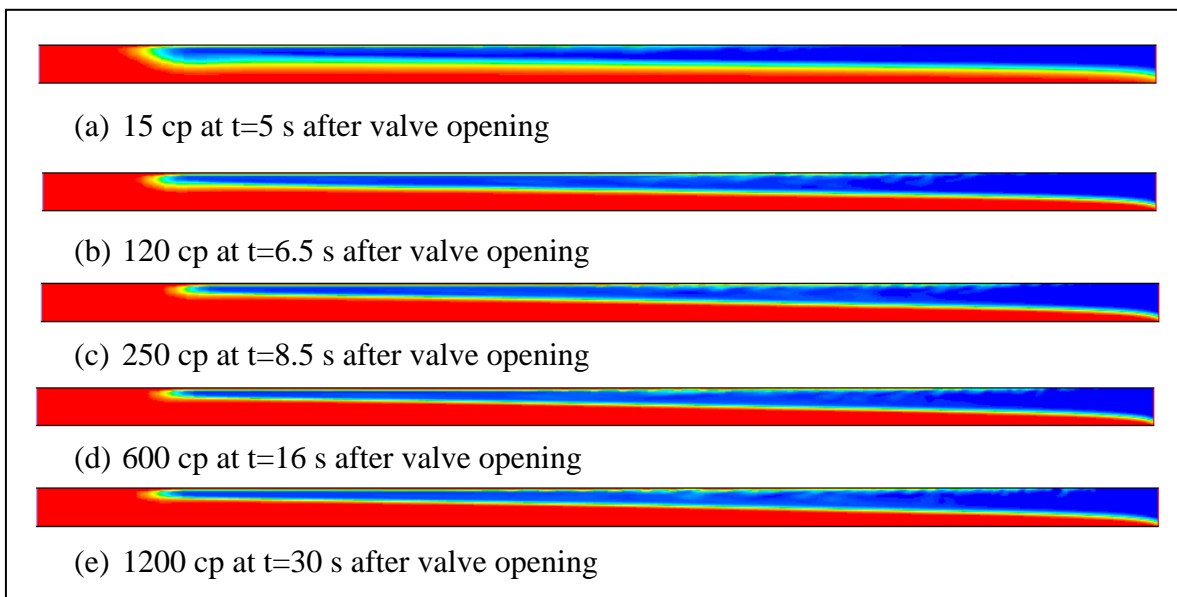 (a) 15 cp at t=5 s after valve opening
(b) 120 cp at t=6.5 s after valve opening
(c) 250 cp at t=8.5 s after valve opening
(d) 600 cp at t=16 s after valve opening
(e) 1200 cp at t=30 s after valve opening